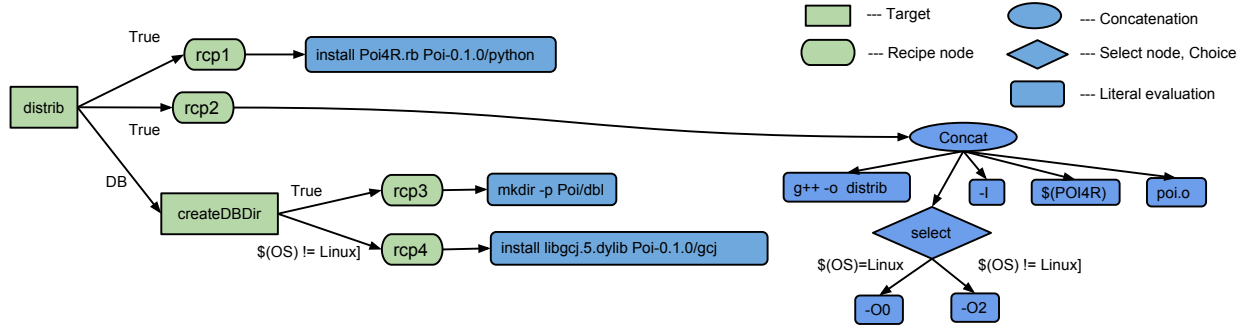 True
rcp1
install Poi4R.rb Poi-0.1.0/python
distrib
rcp2
True
DB
createDBDir
True
rcp3
mkdir -p Poi/dbl
$(OS) != Linux]
rcp4
install libgcj.5.dylib Poi-0.1.0/gcj
--- Target
--- Concatenation
--- Recipe node
--- Select node, Choice
--- Literal evaluation
Concat
g++ -o distrib
-I
$(POI4R)
poi.o
select
$(OS)=Linux
$(OS) != Linux]
-O0
-O2